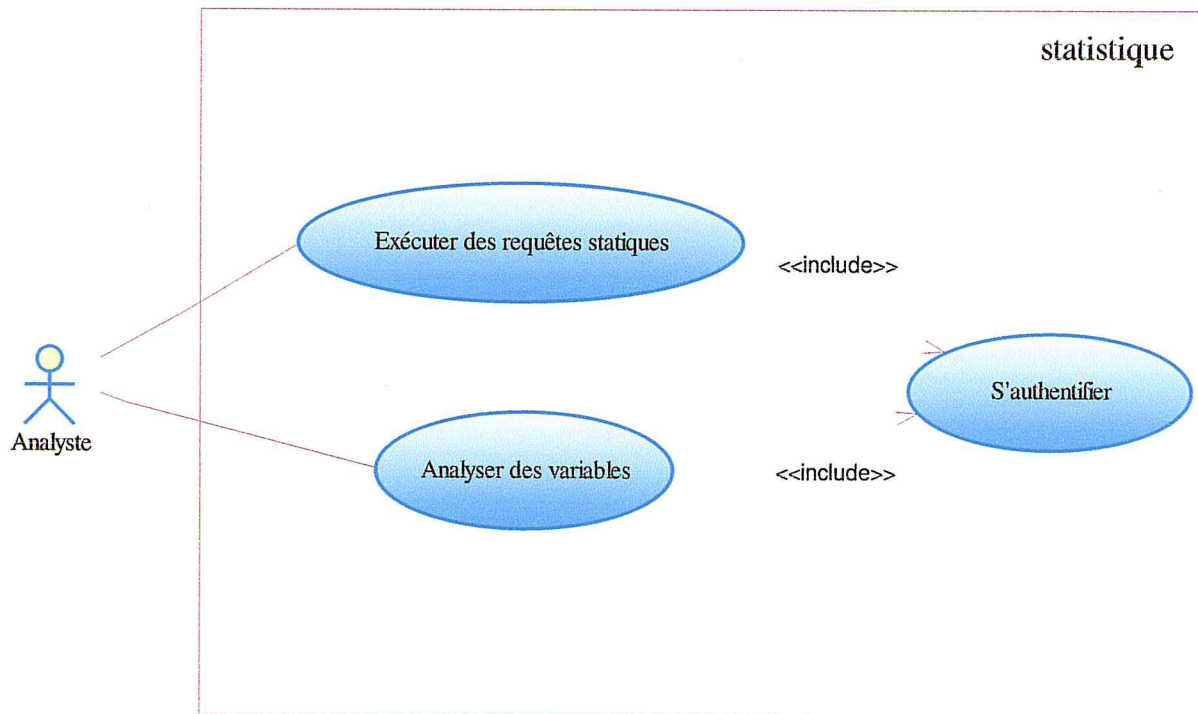 statistique
Exécuter des requêtes statiques
<<include>>
S'authentifier
Analyste
Analyser des variables
<<include>>